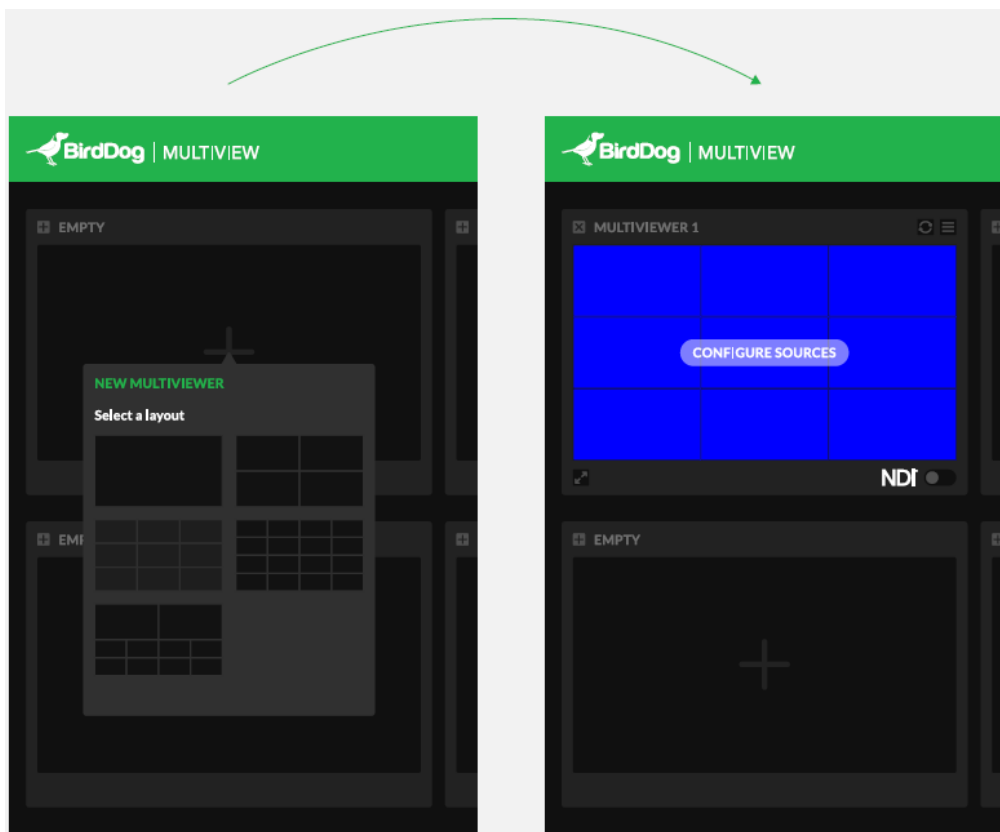 BirdDog | MULTIVIEW
EMPTY
NEW MULTIVIEWER
Select a layout
EMP
BirdDog | MULTIVIEW
MULTIVIEWER 1
CONFIGURE SOURCES
NDI
EMPTY